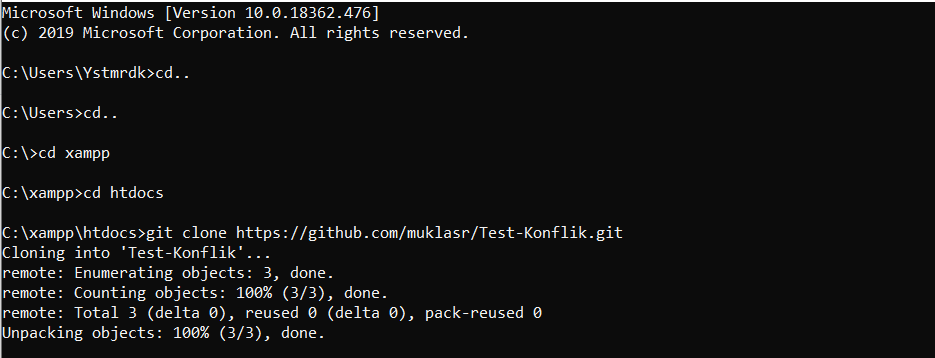 Microsoft Windows [Version 10.0.18362.476]
(c) 2019 Microsoft Corporation. All rights reserved.
C:\Users\Ystmrdk>cd..
C:\Users>cd..
C:\>cd xampp
C:\xampp>cd htdocs
C:\xampp\htdocs>git clone https://github.com/muklasr/Test-Konflik.git
Cloning into 'Test-Konflik'...
remote: Enumerating objects: 3, done.
remote: Counting objects: 100% (3/3), done.
remote: Total 3 (delta 0), reused 0 (delta 0), pack-reused 0
Unpacking objects: 100% (3/3), done.